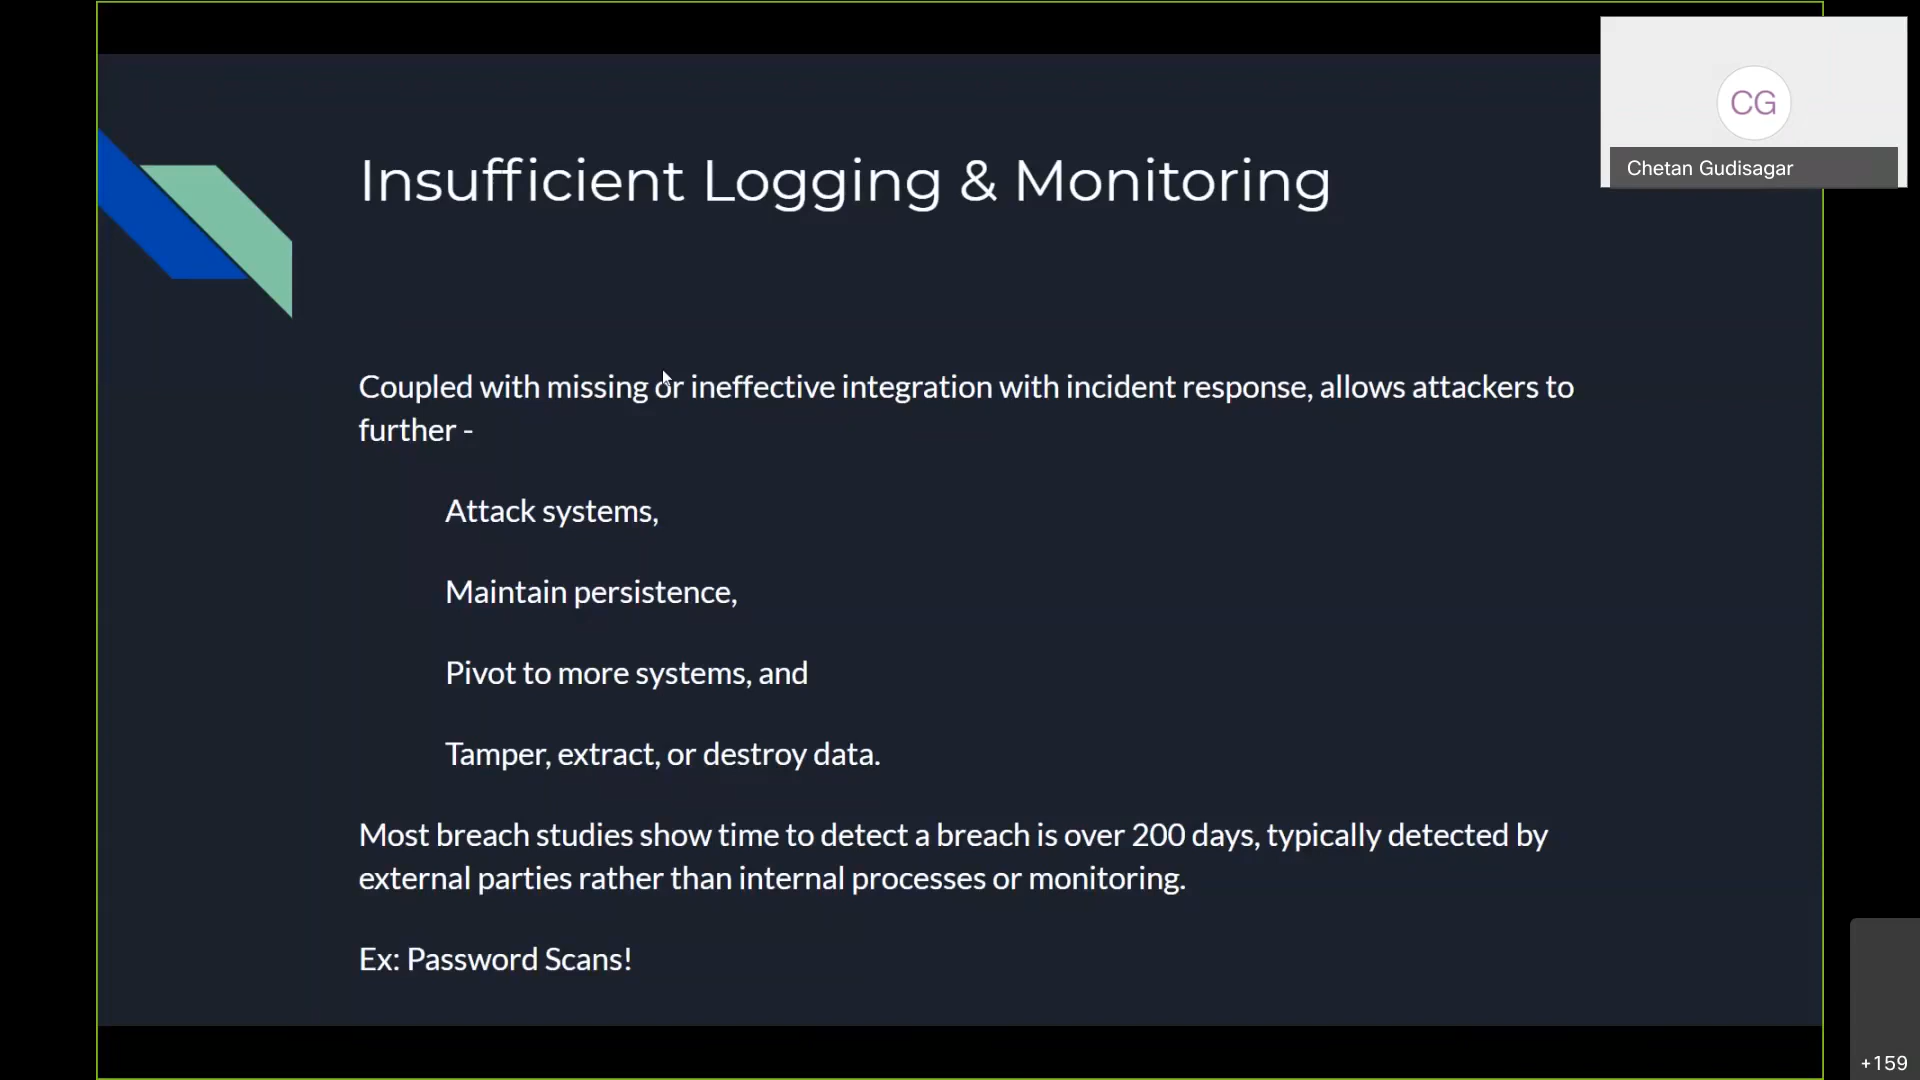 Insufficient Logging & Monitoring
CG
Chetan Gudisagar
Coupled with missing or ineffective integration with incident response, allows attackers to
further -
Attack systems,
Maintain persistence,
Pivot to more systems, and
Tamper, extract, or destroy data.
Most breach studies show time to detect a breach is over 200 days, typically detected by
external parties rather than internal processes or monitoring.
Ex: Password Scans!
+159